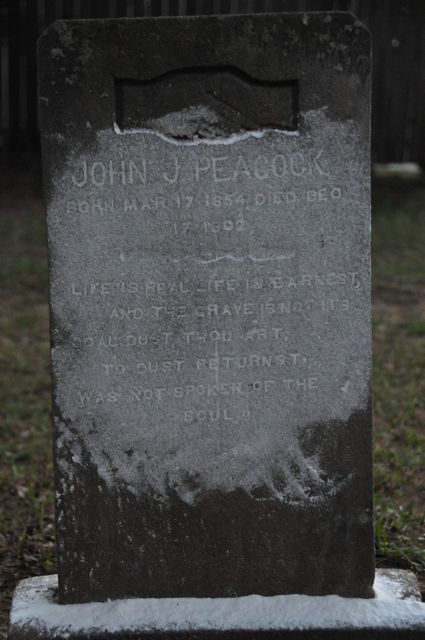 JOHN J. PEACOCK
BORN MAR. 17 1854 DIED DEC
17 1902
LIFE IS REAL, LIFE IS EARNEST,
AND THE GRAVE IS NOT ITS
GOAL, DUST THOU ART,
TO DUST RETURNST,
WAS NOT SPOKEN OF THE
SOUL.